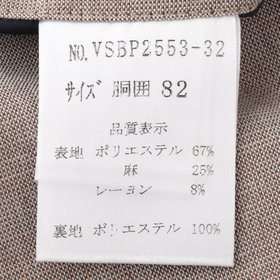 NO. VSBP2553-32
サイズ 胴囲 82
品質表示
表地 ポリエステル 67%
麻 25%
レーヨン 8%
裏地 ポリエステル 100%